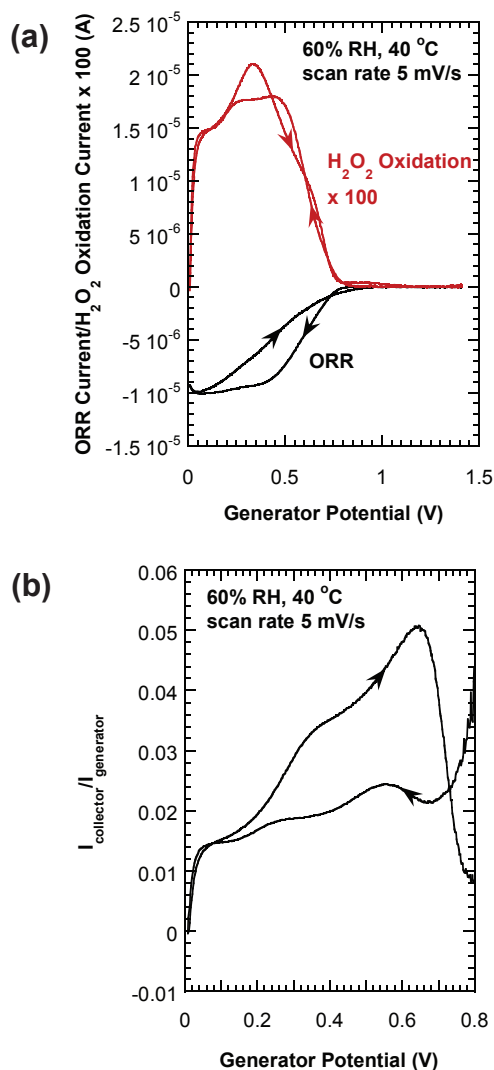 (a)
60% RH, 40 °C
scan rate 5 mV/s
H₂O₂ Oxidation
x 100
ORR
ORR Current/H₂O₂ Oxidation Current x 100 (A)
2.5 10⁻⁵
2 10⁻⁵
1.5 10⁻⁵
1 10⁻⁵
5 10⁻⁶
0
-5 10⁻⁶
-1 10⁻⁵
-1.5 10⁻⁵
0 0.5 1 1.5
Generator Potential (V)
(b)
60% RH, 40 °C
scan rate 5 mV/s
I collector/I generator
0.06
0.05
0.04
0.03
0.02
0.01
0
-0.01
0 0.2 0.4 0.6 0.8
Generator Potential (V)